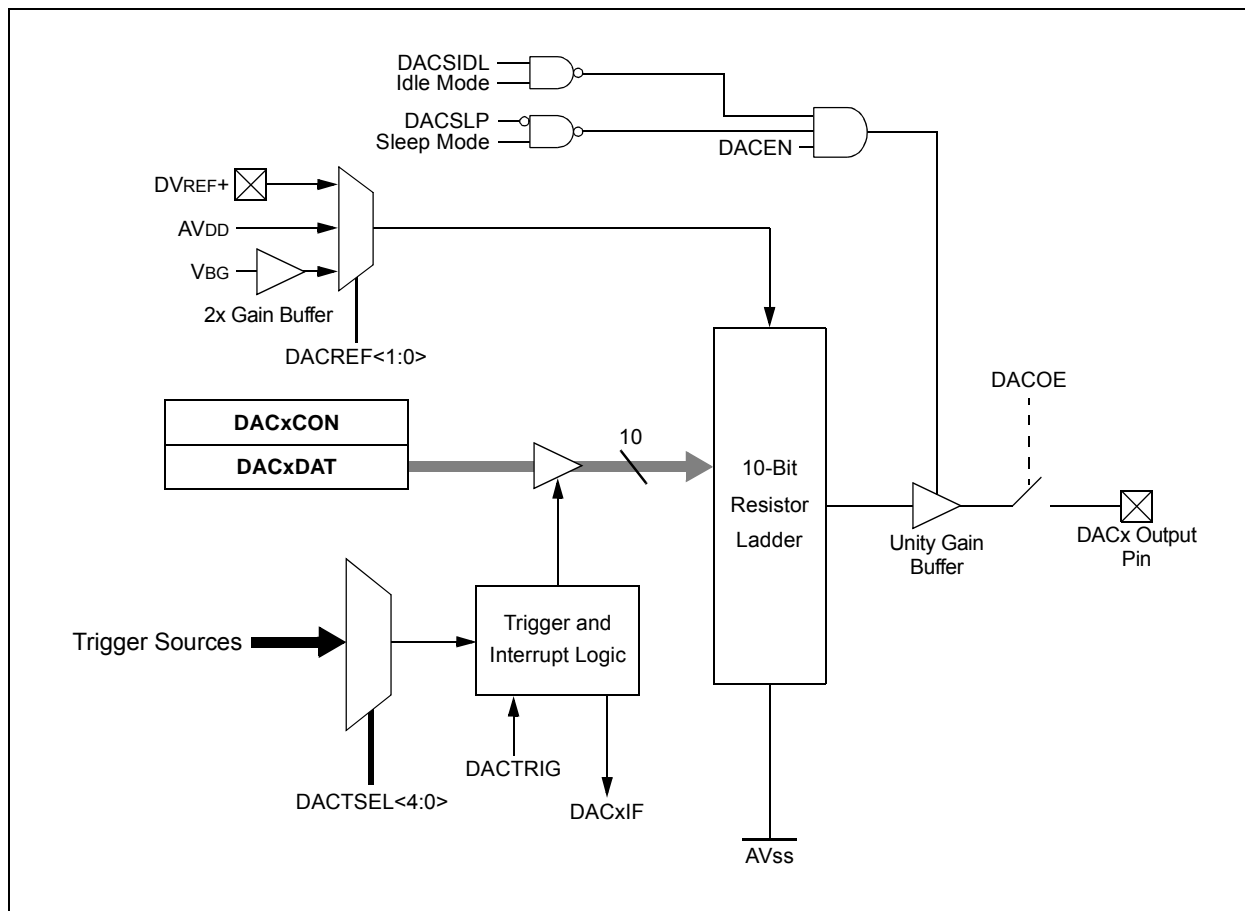 DACSIDL
Idle Mode
DACSLP
Sleep Mode
DACEN
DVREF+
AVDD
VBG
2x Gain Buffer
DACREF<1:0>
DACxCON
DACxDAT
10
10-Bit
Resistor
Ladder
DACOE
Unity Gain
Buffer
DACx Output
Pin
Trigger Sources
Trigger and
Interrupt Logic
DACTRIG
DACTSEL<4:0>
DACxIF
AVss